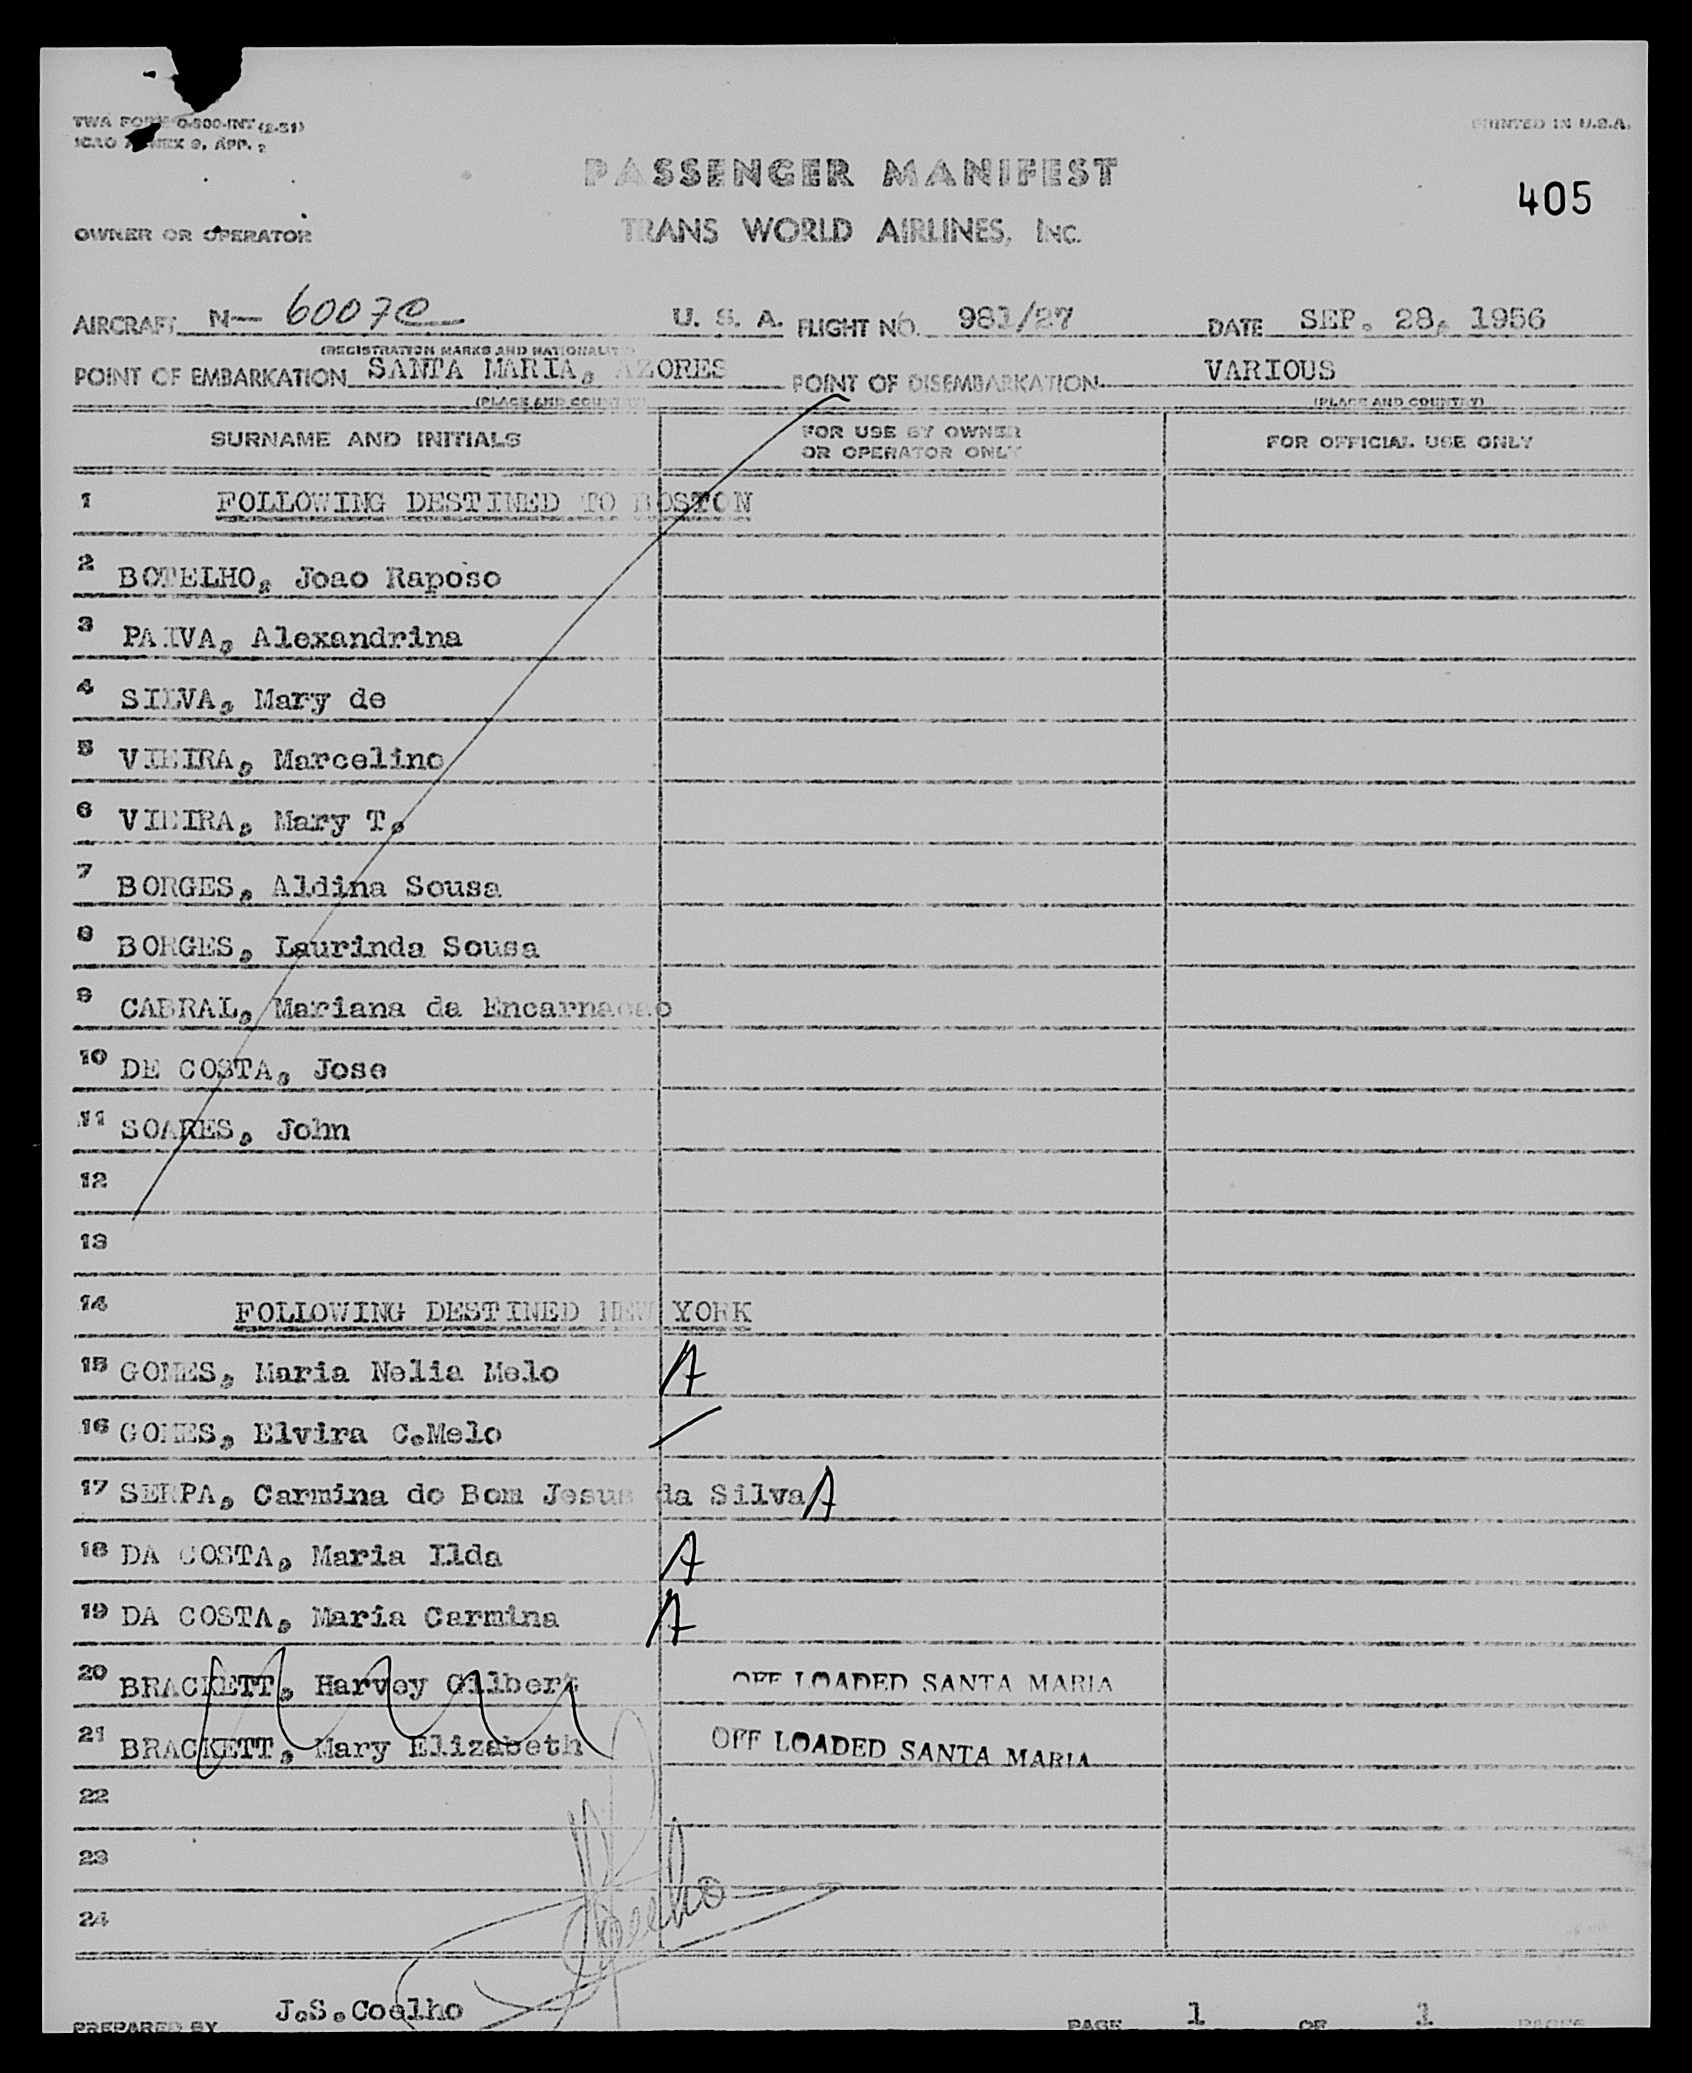 TWA FORM O-800-INT (2-51)
ICAO ANNEX 9, APP. 2
PRINTED IN U.S.A.
PASSENGER MANIFEST
405
OWNER OR OPERATOR
TRANS WORLD AIRLINES, INC.
AIRCRAFT N- 6007C U. S. A. FLIGHT NO. 981/27 DATE SEP. 28, 1956
(REGISTRATION MARKS AND NATIONALITY)
POINT OF EMBARKATION SANTA MARIA, AZORES POINT OF DISEMBARKATION VARIOUS
(PLACE AND COUNTRY) (PLACE AND COUNTRY)
SURNAME AND INITIALS FOR USE BY OWNER OR OPERATOR ONLY FOR OFFICIAL USE ONLY
1 FOLLOWING DESTINED TO BOSTON
2 BOTELHO, Joao Raposo
3 PAIVA, Alexandrina
4 SILVA, Mary de
5 VIEIRA, Marcelino
6 VIEIRA, Mary T.
7 BORGES, Aldina Sousa
8 BORGES, Laurinda Sousa
9 CABRAL, Mariana da Encarnacao
10 DE COSTA, Jose
11 SOARES, John
12
13
14 FOLLOWING DESTINED NEW YORK
15 GOMES, Maria Nelia Melo A
16 GOMES, Elvira C.Melo
17 SERPA, Carmina do Bom Jesus da Silva A
18 DA COSTA, Maria Ilda A
19 DA COSTA, Maria Carmina A
20 BRACKETT, Harvey Gilbert OFF LOADED SANTA MARIA
21 BRACKETT, Mary Elizabeth OFF LOADED SANTA MARIA
22
23
24
Coelho
PREPARED BY J.S.Coelho PAGE 1 OF 1 PAGES